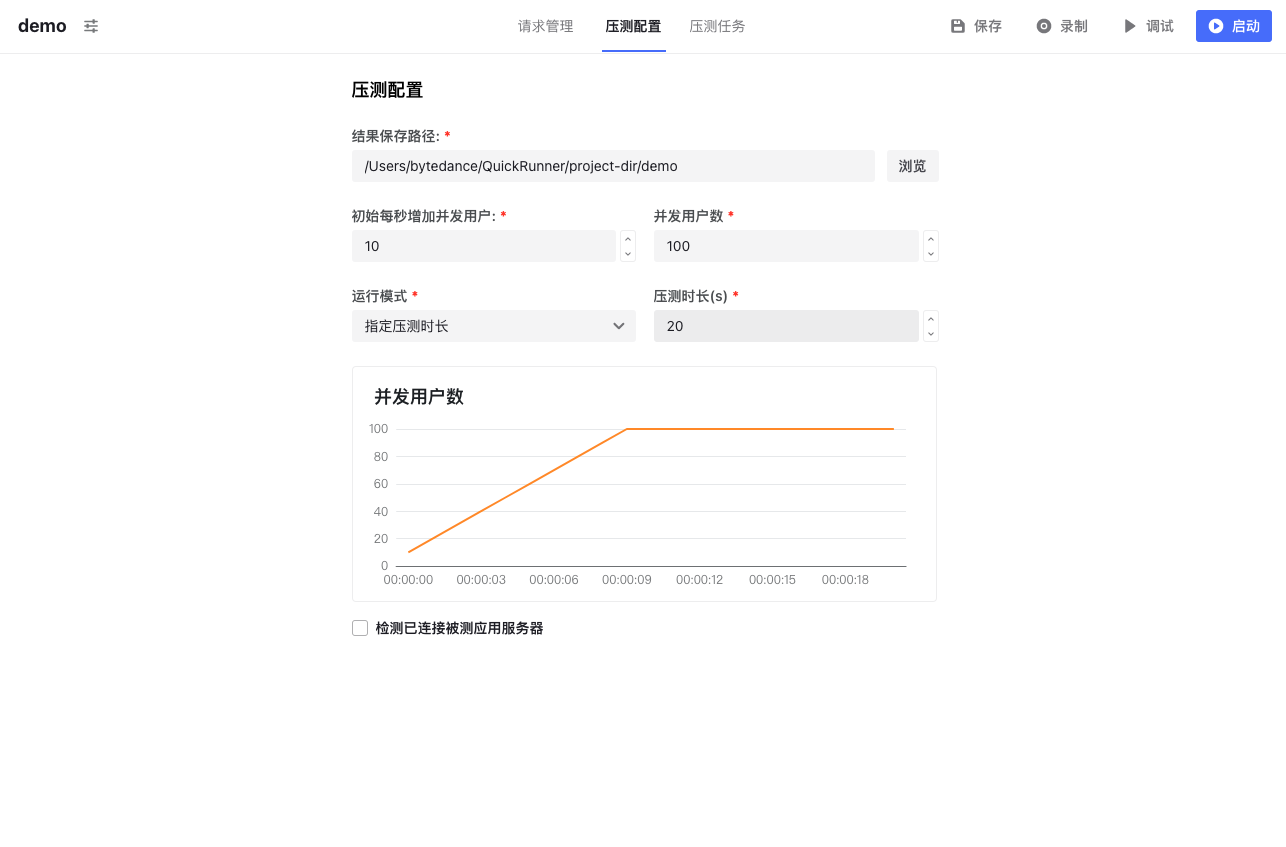 demo 请求管理 压测配置 压测任务 保存 录制 调试 启动
压测配置
结果保存路径: *
/Users/bytedance/QuickRunner/project-dir/demo 浏览
初始每秒增加并发用户: * 并发用户数 *
10 100
运行模式 * 压测时长(s) *
指定压测时长 20
并发用户数
100
80
60
40
20
0
00:00:00 00:00:03 00:00:06 00:00:09 00:00:12 00:00:15 00:00:18
检测已连接被测应用服务器